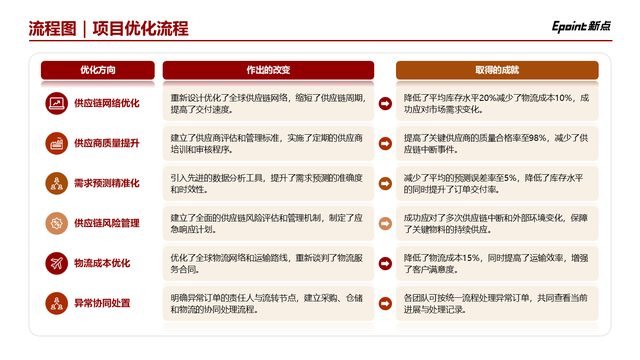 流程图｜项目优化流程
Epoint新点
优化方向
作出的改变
取得的成就
供应链网络优化
重新设计优化了全球供应链网络，缩短了供应链周期，
提高了交付速度。
降低了平均库存水平20%减少了物流成本10%，成
功应对市场需求变化。
供应商质量提升
建立了供应商评估和管理标准，实施了定期的供应商
培训和审核程序。
提高了关键供应商的质量合格率至98%，减少了供
应链中断事件。
需求预测精准化
引入先进的数据分析工具，提升了需求预测的准确度
和时效性。
减少了平均的预测误差率至5%，降低了库存水平
的同时提升了订单交付率。
供应链风险管理
建立了全面的供应链风险评估和管理机制，制定了应
急响应计划。
成功应对了多次供应链中断和外部环境变化，保障
了关键物料的持续供应。
物流成本优化
优化了全球物流网络和运输路线，重新谈判了物流服
务合同。
降低了物流成本15%，同时提高了运输效率，增强
了客户满意度。
异常协同处置
明确异常订单的责任人与流转节点，建立采购、仓储
和物流的协同处理流程。
各团队可按统一流程处理异常订单，共同查看当前
进展与处理记录。